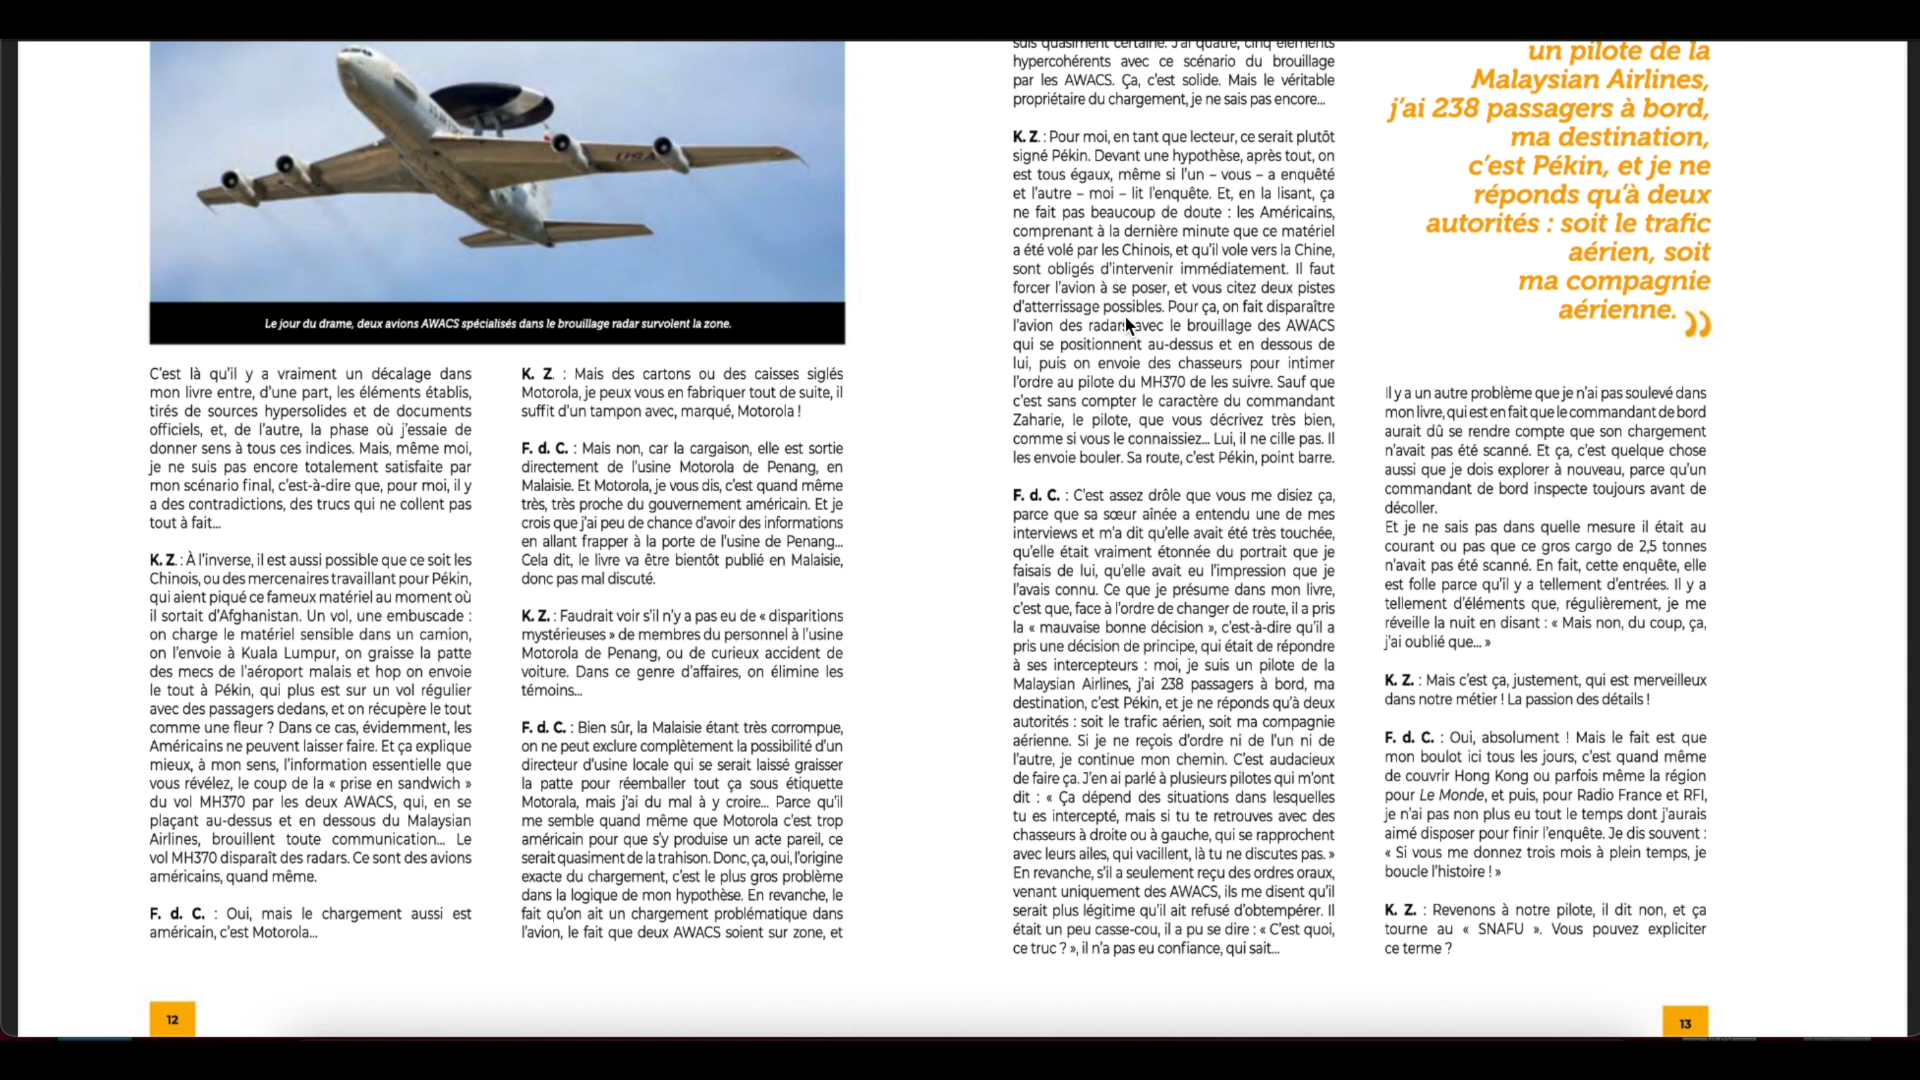 USA
Le jour du drame, deux avions AWACS spécialisés dans le brouillage radar survolent la zone.
C'est là qu'il y a vraiment un décalage dans
mon livre entre, d'une part, les éléments établis,
tirés de sources hypersolides et de documents
officiels, et, de l'autre, la phase où j'essaie de
donner sens à tous ces indices. Mais, même moi,
je ne suis pas encore totalement satisfaite par
mon scénario final, c'est-à-dire que, pour moi, il y
a des contradictions, des trucs qui ne collent pas
tout à fait...
K. Z. : À l'inverse, il est aussi possible que ce soit les
Chinois, ou des mercenaires travaillant pour Pékin,
qui aient piqué ce fameux matériel au moment où
il sortait d'Afghanistan. Un vol, une embuscade :
on charge le matériel sensible dans un camion,
on l'envoie à Kuala Lumpur, on graisse la patte
des mecs de l'aéroport malais et hop on envoie
le tout à Pékin, qui plus est sur un vol régulier
avec des passagers dedans, et on récupère le tout
comme une fleur ? Dans ce cas, évidemment, les
Américains ne peuvent laisser faire. Et ça explique
mieux, à mon sens, l'information essentielle que
vous révélez, le coup de la « prise en sandwich »
du vol MH370 par les deux AWACS, qui, en se
plaçant au-dessus et en dessous du Malaysian
Airlines, brouillent toute communication... Le
vol MH370 disparaît des radars. Ce sont des avions
américains, quand même.
F. d. C. : Oui, mais le chargement aussi est
américain, c'est Motorola...
K. Z. : Mais des cartons ou des caisses siglés
Motorola, je peux vous en fabriquer tout de suite, il
suffit d'un tampon avec, marqué, Motorola !
F. d. C. : Mais non, car la cargaison, elle est sortie
directement de l'usine Motorola de Penang, en
Malaisie. Et Motorola, je vous dis, c'est quand même
très, très proche du gouvernement américain. Et je
crois que j'ai peu de chance d'avoir des informations
en allant frapper à la porte de l'usine de Penang...
Cela dit, le livre va être bientôt publié en Malaisie,
donc pas mal discuté.
K. Z. : Faudrait voir s'il n'y a pas eu de « disparitions
mystérieuses » de membres du personnel à l'usine
Motorola de Penang, ou de curieux accident de
voiture. Dans ce genre d'affaires, on élimine les
témoins...
F. d. C. : Bien sûr, la Malaisie étant très corrompue,
on ne peut exclure complètement la possibilité d'un
directeur d'usine locale qui se serait laissé graisser
la patte pour réemballer tout ça sous étiquette
Motorala, mais j'ai du mal à y croire... Parce qu'il
me semble quand même que Motorola c'est trop
américain pour que s'y produise un acte pareil, ce
serait quasiment de la trahison. Donc, ça, oui, l'origine
exacte du chargement, c'est le plus gros problème
dans la logique de mon hypothèse. En revanche, le
fait qu'on ait un chargement problématique dans
l'avion, le fait que deux AWACS soient sur zone, et
12
suis quasiment certaine. J'ai quatre, cinq éléments
hypercohérents avec ce scénario du brouillage
par les AWACS. Ça, c'est solide. Mais le véritable
propriétaire du chargement, je ne sais pas encore...
K. Z. : Pour moi, en tant que lecteur, ce serait plutôt
signé Pékin. Devant une hypothèse, après tout, on
est tous égaux, même si l'un – vous – a enquêté
et l'autre – moi – lit l'enquête. Et, en la lisant, ça
ne fait pas beaucoup de doute : les Américains,
comprenant à la dernière minute que ce matériel
a été volé par les Chinois, et qu'il vole vers la Chine,
sont obligés d'intervenir immédiatement. Il faut
forcer l'avion à se poser, et vous citez deux pistes
d'atterrissage possibles. Pour ça, on fait disparaître
l'avion des radars avec le brouillage des AWACS
qui se positionnent au-dessus et en dessous de
lui, puis on envoie des chasseurs pour intimer
l'ordre au pilote du MH370 de les suivre. Sauf que
c'est sans compter le caractère du commandant
Zaharie, le pilote, que vous décrivez très bien,
comme si vous le connaissiez... Lui, il ne cille pas. Il
les envoie bouler. Sa route, c'est Pékin, point barre.
F. d. C. : C'est assez drôle que vous me disiez ça,
parce que sa sœur aînée a entendu une de mes
interviews et m'a dit qu'elle avait été très touchée,
qu'elle était vraiment étonnée du portrait que je
faisais de lui, qu'elle avait eu l'impression que je
l'avais connu. Ce que je présume dans mon livre,
c'est que, face à l'ordre de changer de route, il a pris
la « mauvaise bonne décision », c'est-à-dire qu'il a
pris une décision de principe, qui était de répondre
à ses intercepteurs : moi, je suis un pilote de la
Malaysian Airlines, j'ai 238 passagers à bord, ma
destination, c'est Pékin, et je ne réponds qu'à deux
autorités : soit le trafic aérien, soit ma compagnie
aérienne. Si je ne reçois d'ordre ni de l'un ni de
l'autre, je continue mon chemin. C'est audacieux
de faire ça. J'en ai parlé à plusieurs pilotes qui m'ont
dit : « Ça dépend des situations dans lesquelles
tu es intercepté, mais si tu te retrouves avec des
chasseurs à droite ou à gauche, qui se rapprochent
avec leurs ailes, qui vacillent, là tu ne discutes pas. »
En revanche, s'il a seulement reçu des ordres oraux,
venant uniquement des AWACS, ils me disent qu'il
serait plus légitime qu'il ait refusé d'obtempérer. Il
était un peu casse-cou, il a pu se dire : « C'est quoi,
ce truc ? », il n'a pas eu confiance, qui sait...
un pilote de la
Malaysian Airlines,
j'ai 238 passagers à bord,
ma destination,
c'est Pékin, et je ne
réponds qu'à deux
autorités : soit le trafic
aérien, soit
ma compagnie
aérienne. »
Il y a un autre problème que je n'ai pas soulevé dans
mon livre, qui est en fait que le commandant de bord
aurait dû se rendre compte que son chargement
n'avait pas été scanné. Et ça, c'est quelque chose
aussi que je dois explorer à nouveau, parce qu'un
commandant de bord inspecte toujours avant de
décoller.
Et je ne sais pas dans quelle mesure il était au
courant ou pas que ce gros cargo de 2,5 tonnes
n'avait pas été scanné. En fait, cette enquête, elle
est folle parce qu'il y a tellement d'entrées. Il y a
tellement d'éléments que, régulièrement, je me
réveille la nuit en disant : « Mais non, du coup, ça,
j'ai oublié que... »
K. Z. : Mais c'est ça, justement, qui est merveilleux
dans notre métier ! La passion des détails !
F. d. C. : Oui, absolument ! Mais le fait est que
mon boulot ici tous les jours, c'est quand même
de couvrir Hong Kong ou parfois même la région
pour Le Monde, et puis, pour Radio France et RFI,
je n'ai pas non plus eu tout le temps dont j'aurais
aimé disposer pour finir l'enquête. Je dis souvent :
« Si vous me donnez trois mois à plein temps, je
boucle l'histoire ! »
K. Z. : Revenons à notre pilote, il dit non, et ça
tourne au « SNAFU ». Vous pouvez expliciter
ce terme ?
13